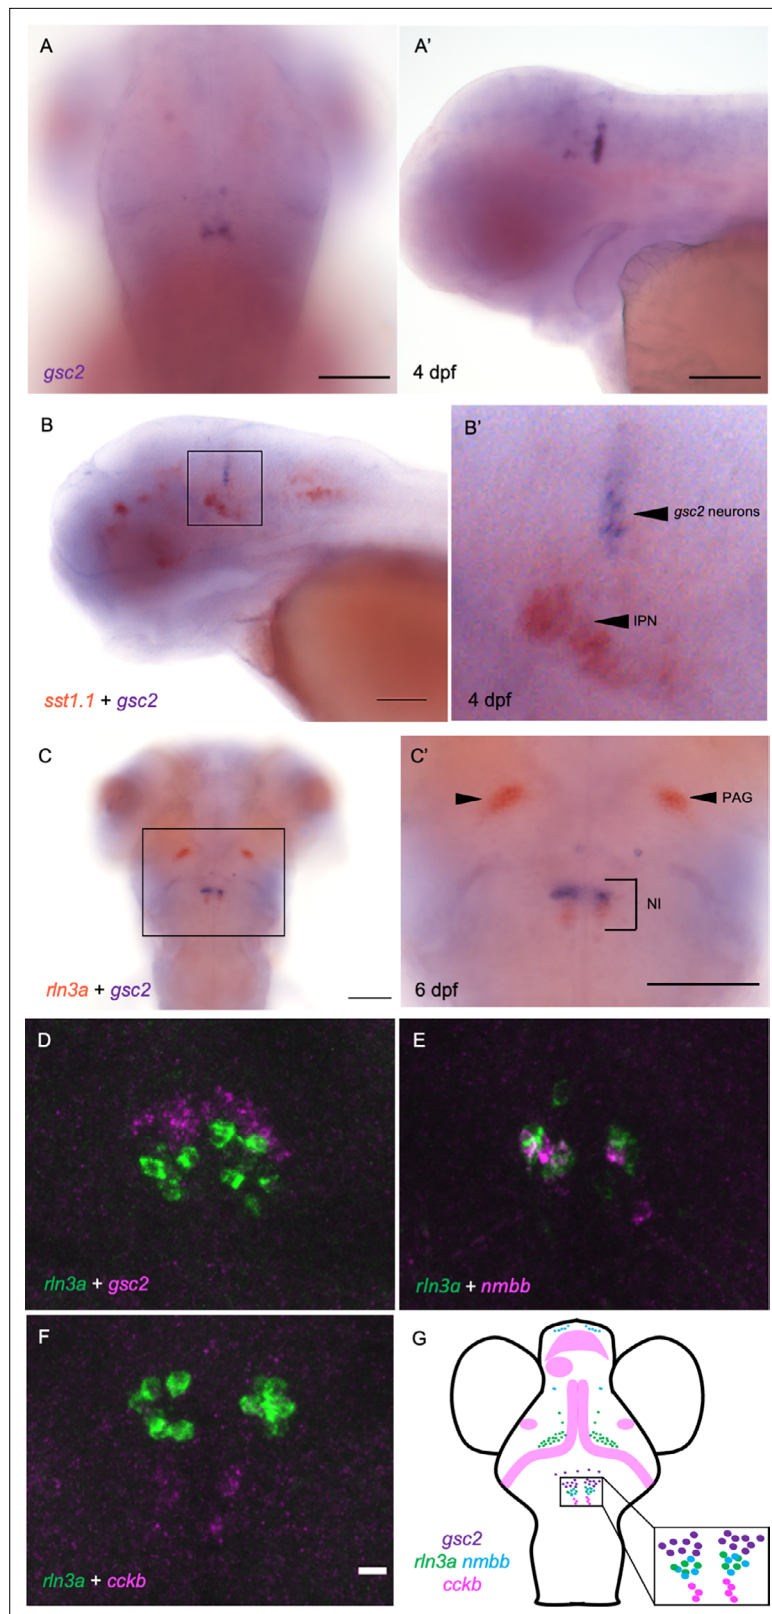 A
A'
gsc2
4 dpf
B
B'
gsc2 neurons
IPN
sst1.1 + gsc2
4 dpf
C
C'
PAG
NI
rln3a + gsc2
6 dpf
D
E
rln3a + gsc2
rln3a + nmbb
F
G
gsc2
rln3a nmbb
cckb
rln3a + cckb